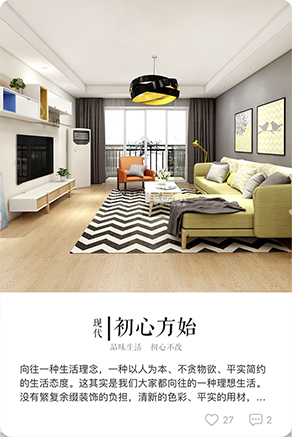 现代
初心方始
品味生活 初心不改
向往一种生活理念，一种以人为本、不贪物欲、平实简约
的生活态度。这其实是我们大家都向往的一种理想生活。
没有繁复余缀装饰的负担，清新的色彩、平实的用材，...
27
2